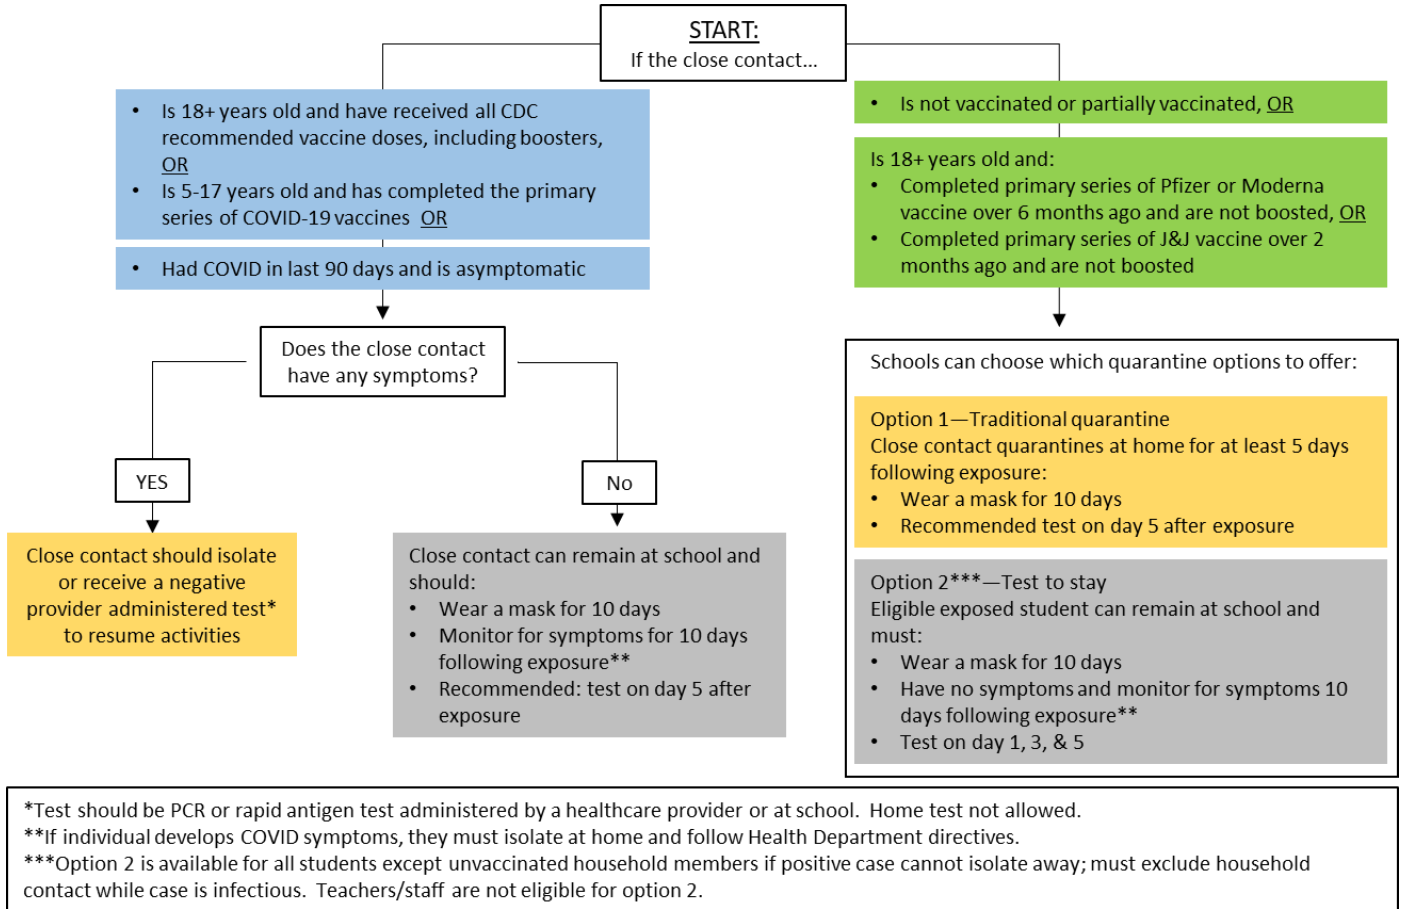 START:
If the close contact...
• Is 18+ years old and have received all CDC
recommended vaccine doses, including boosters,
OR
• Is 5-17 years old and has completed the primary
series of COVID-19 vaccines OR
• Had COVID in last 90 days and is asymptomatic
Does the close contact
have any symptoms?
YES
No
Close contact should isolate
or receive a negative
provider administered test*
to resume activities
Close contact can remain at school and
should:
• Wear a mask for 10 days
• Monitor for symptoms for 10 days
following exposure**
• Recommended: test on day 5 after
exposure
• Is not vaccinated or partially vaccinated, OR
Is 18+ years old and:
• Completed primary series of Pfizer or Moderna
vaccine over 6 months ago and are not boosted, OR
• Completed primary series of J&J vaccine over 2
months ago and are not boosted
Schools can choose which quarantine options to offer:
Option 1—Traditional quarantine
Close contact quarantines at home for at least 5 days
following exposure:
• Wear a mask for 10 days
• Recommended test on day 5 after exposure
Option 2***—Test to stay
Eligible exposed student can remain at school and
must:
• Wear a mask for 10 days
• Have no symptoms and monitor for symptoms 10
days following exposure**
• Test on day 1, 3, & 5
*Test should be PCR or rapid antigen test administered by a healthcare provider or at school. Home test not allowed.
**If individual develops COVID symptoms, they must isolate at home and follow Health Department directives.
***Option 2 is available for all students except unvaccinated household members if positive case cannot isolate away; must exclude household
contact while case is infectious. Teachers/staff are not eligible for option 2.